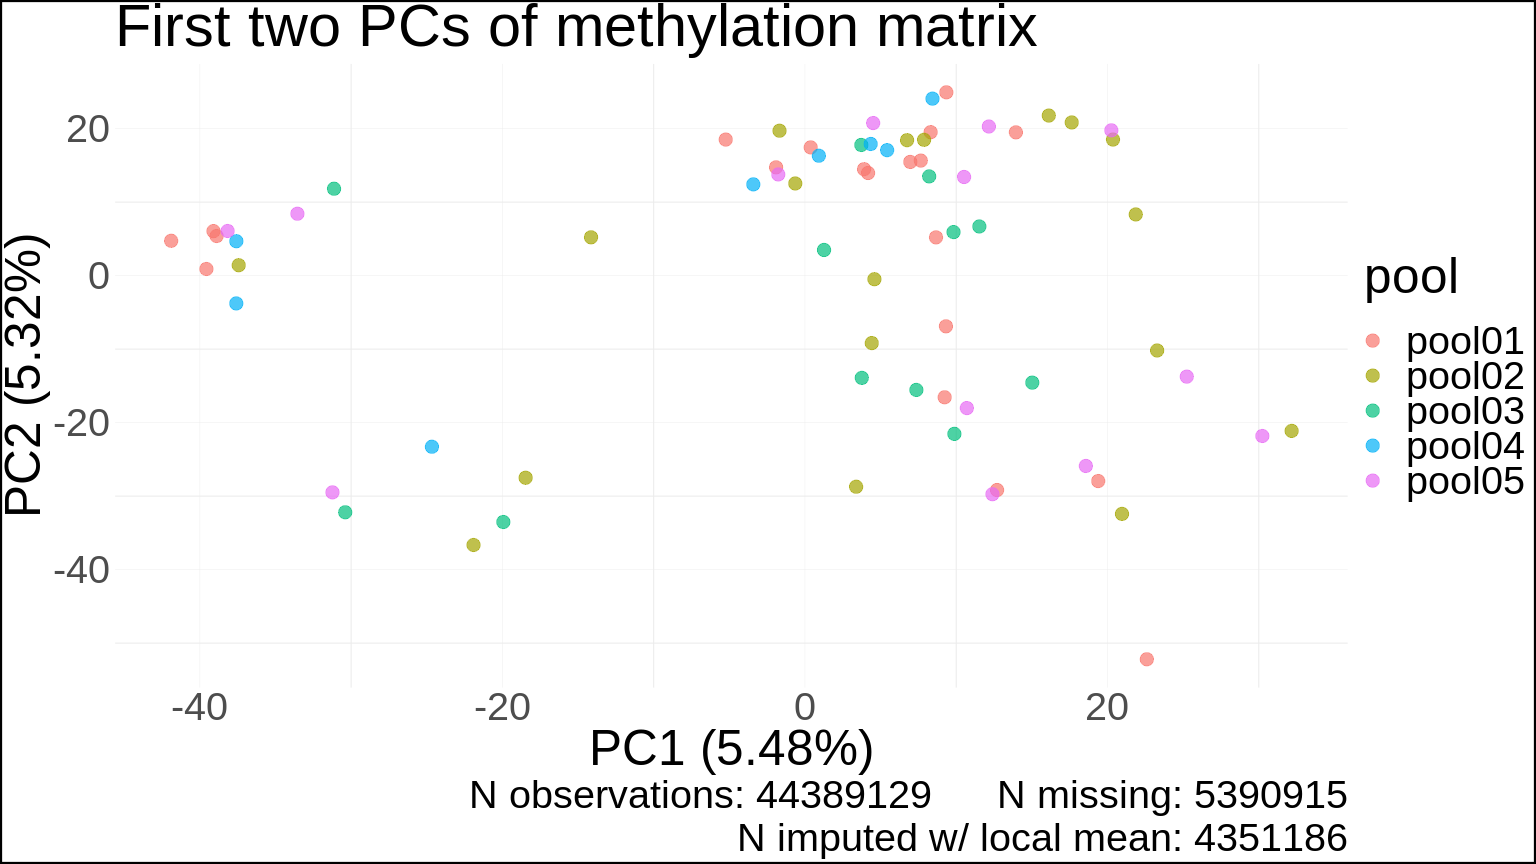 First two PCs of methylation matrix
20
0
-20
-40
PC2 (5.32%)
-40
-20
0
20
PC1 (5.48%)
pool
pool01
pool02
pool03
pool04
pool05
N observations: 44389129 N missing: 5390915
N imputed w/ local mean: 4351186